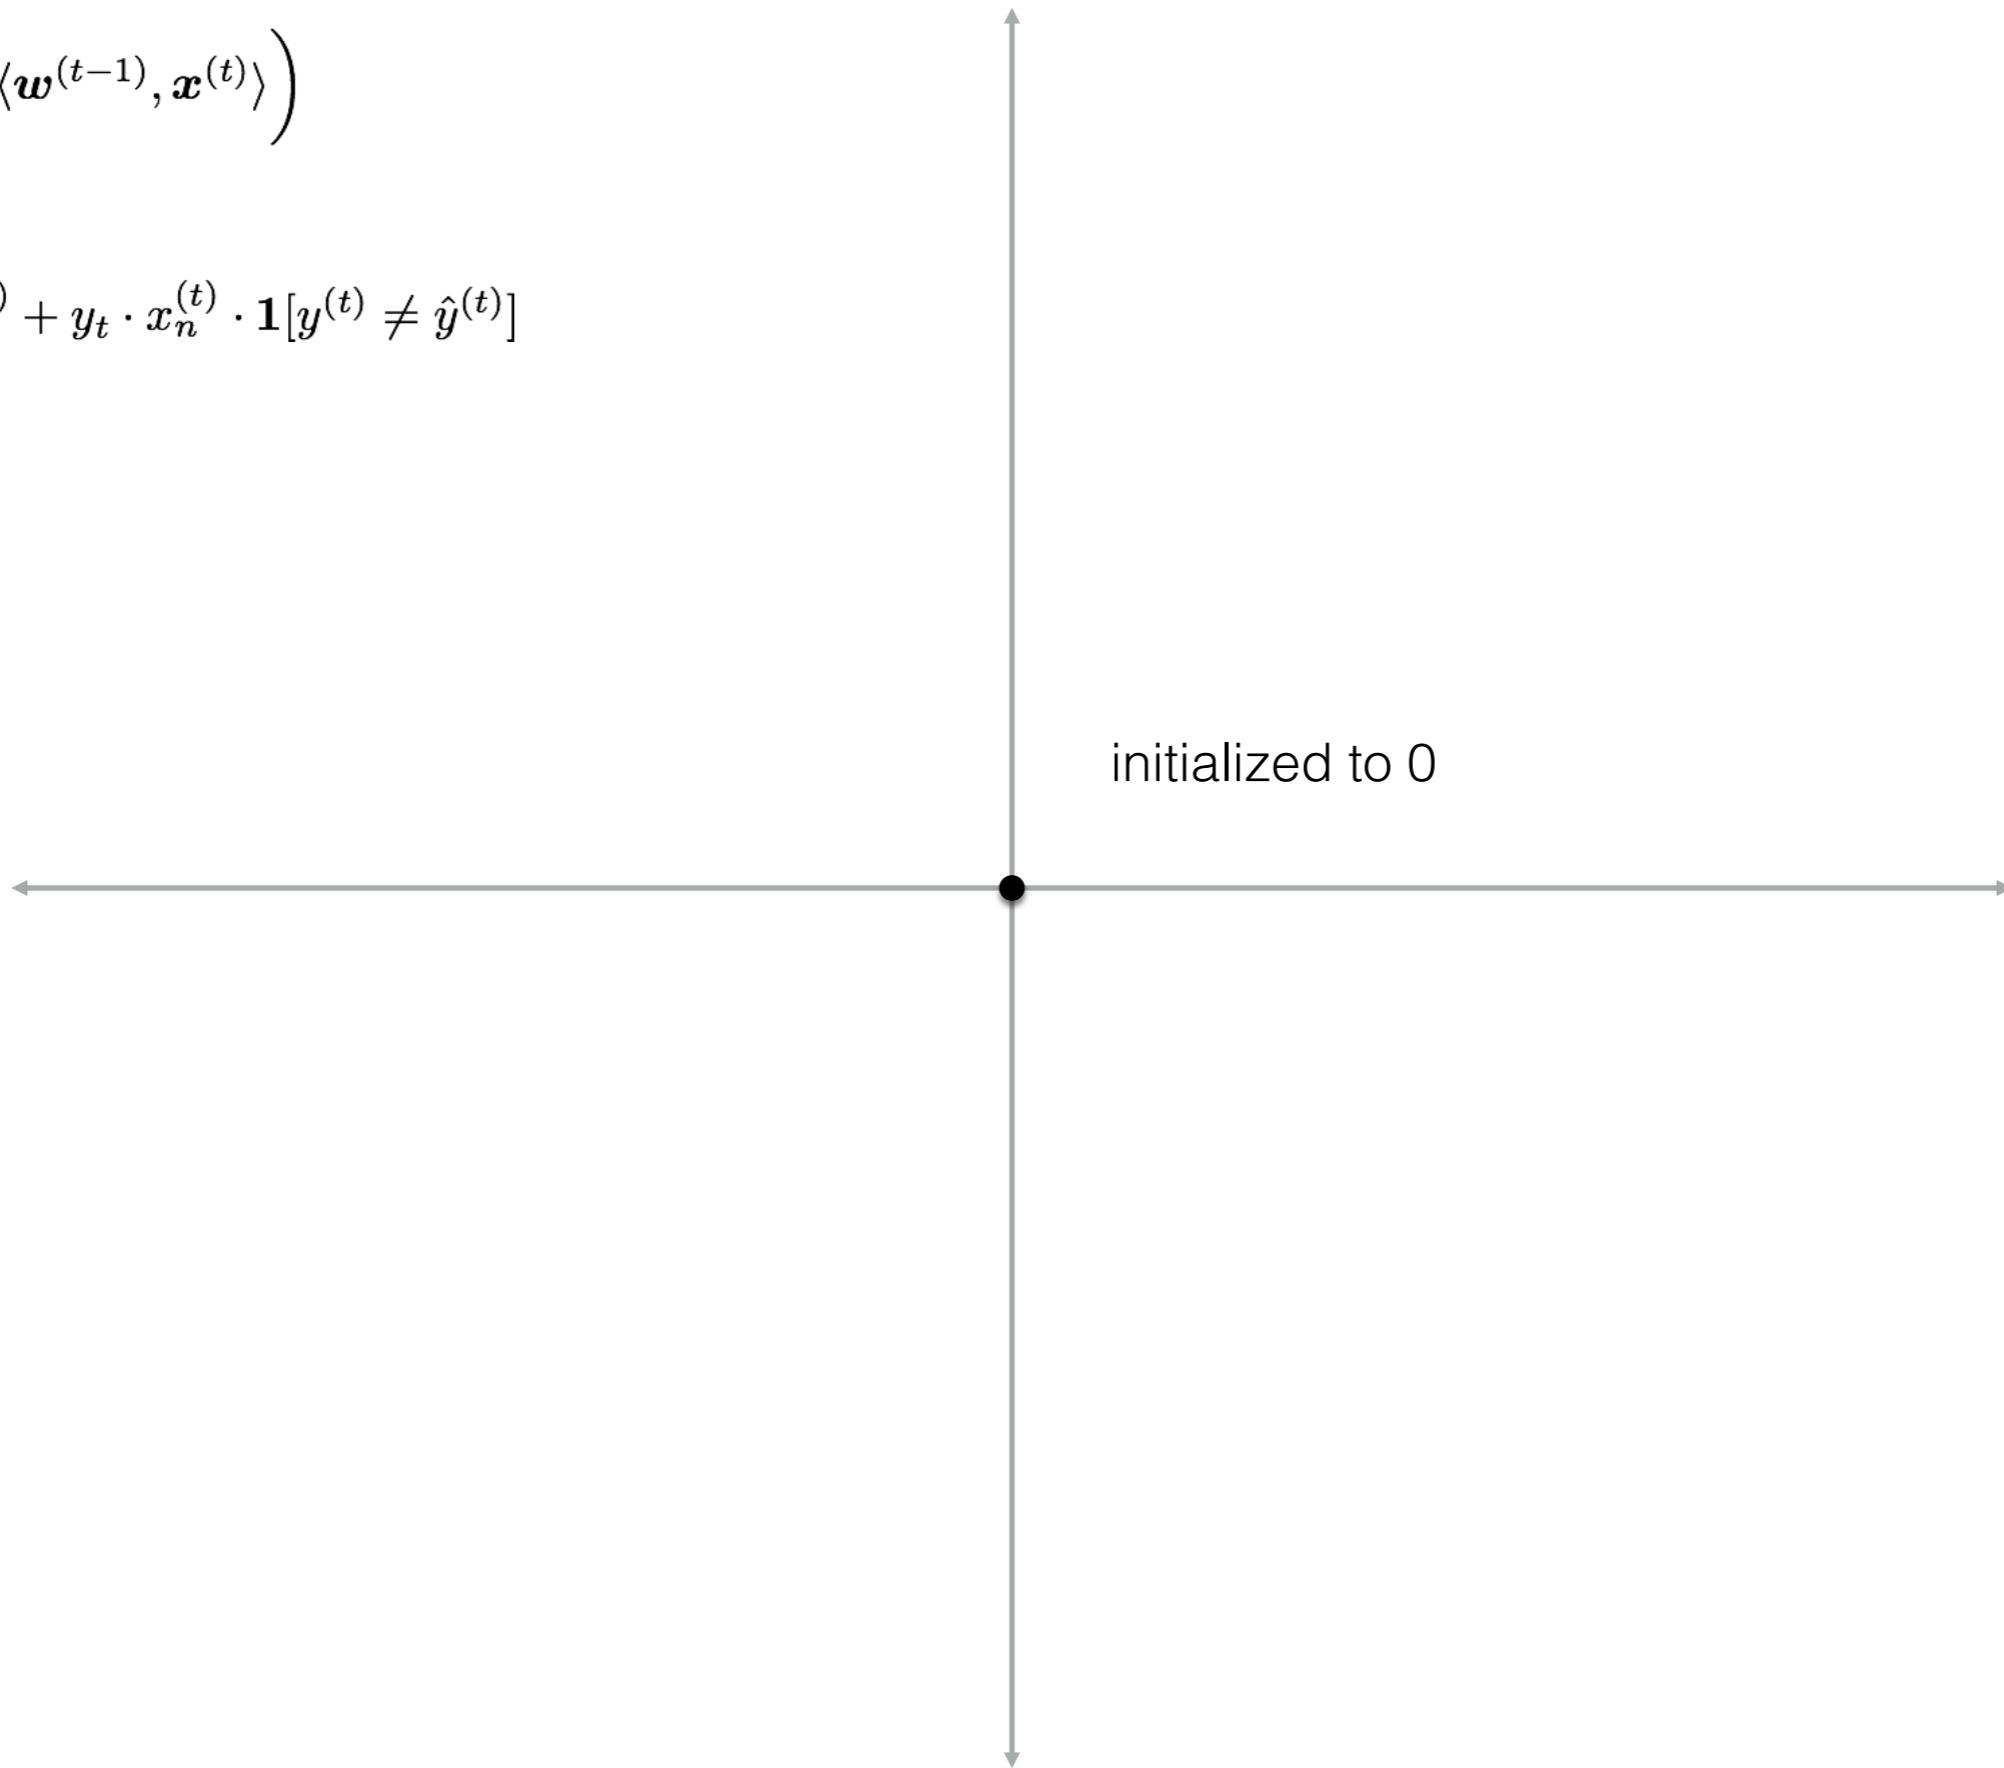 ⟨w^(t−1), x^(t)⟩)
) + y_t · x_n^(t) · 1[y^(t) ≠ ŷ^(t)]
initialized to 0